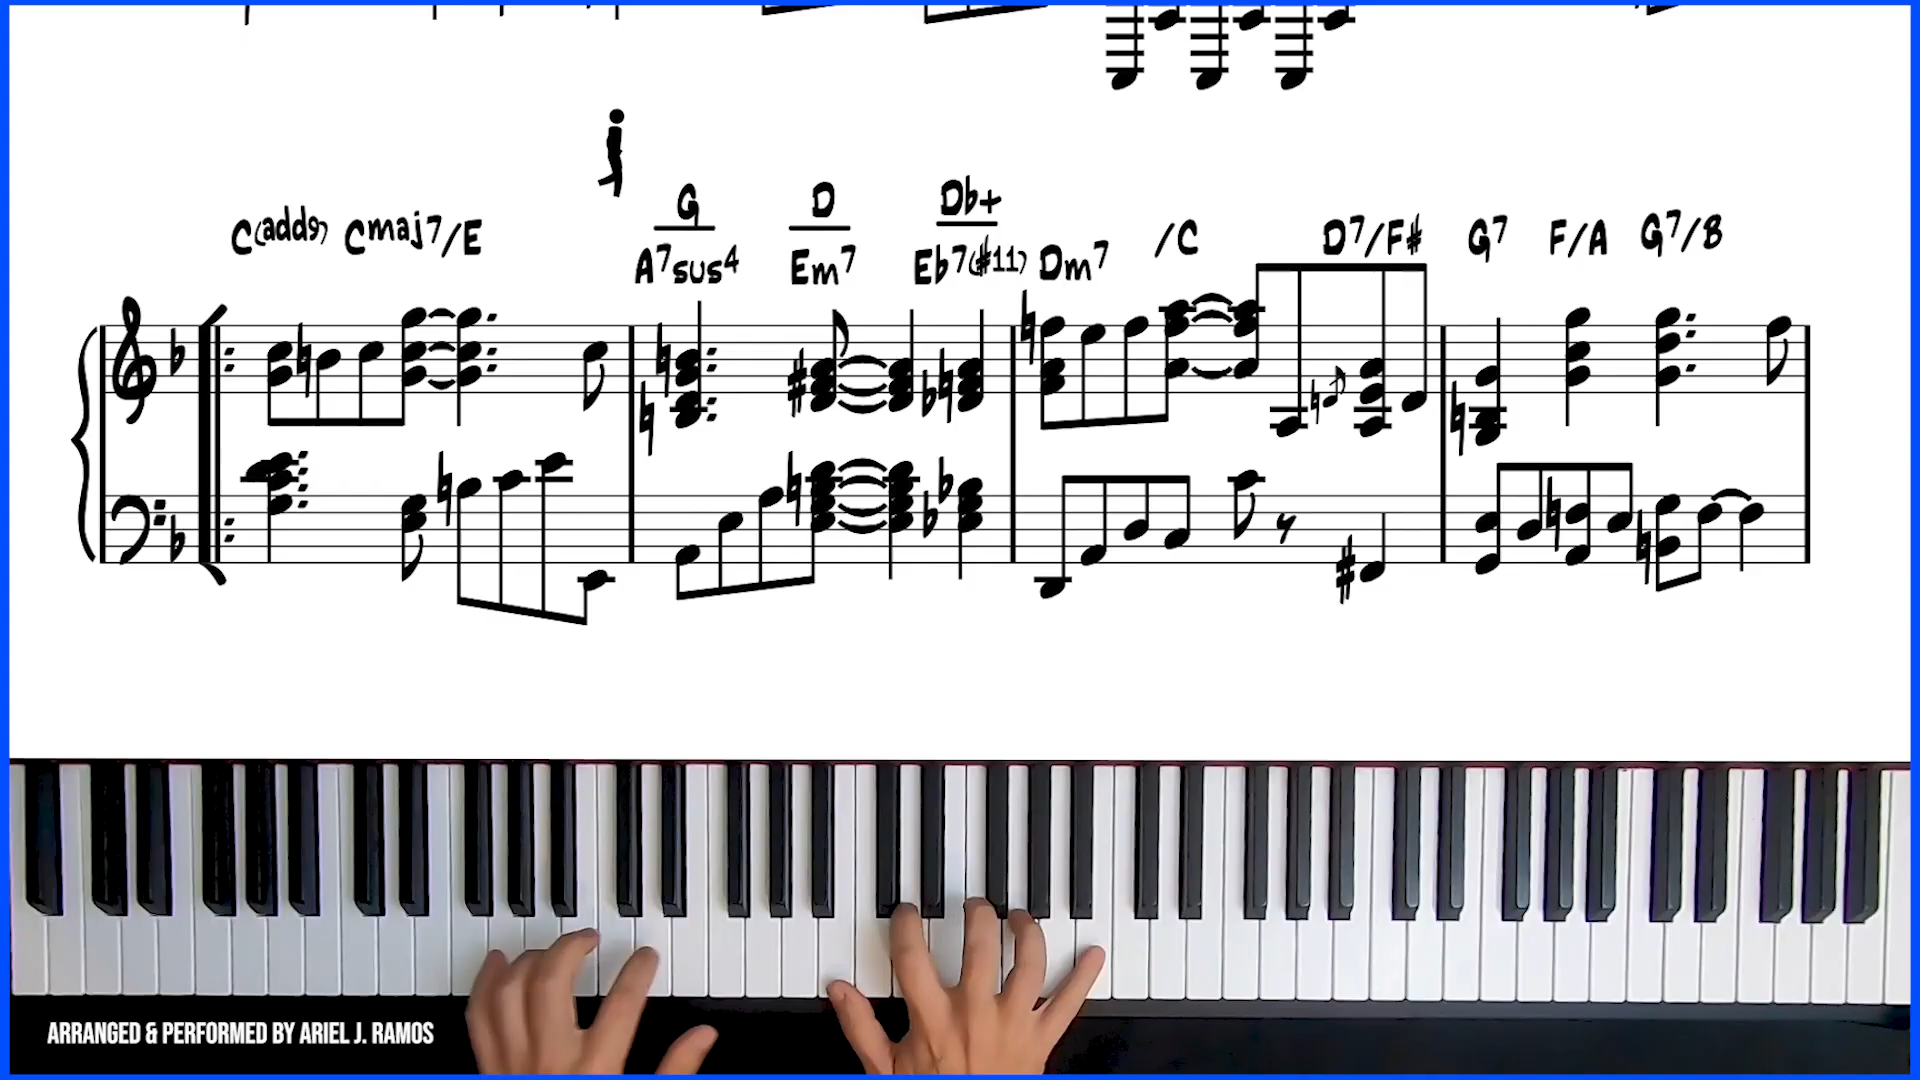 C(add9) Cmaj7/E G D Db+ /C D7/F# G7 F/A G7/B
A7sus4 Em7 Eb7(#11) Dm7
ARRANGED & PERFORMED BY ARIEL J. RAMOS